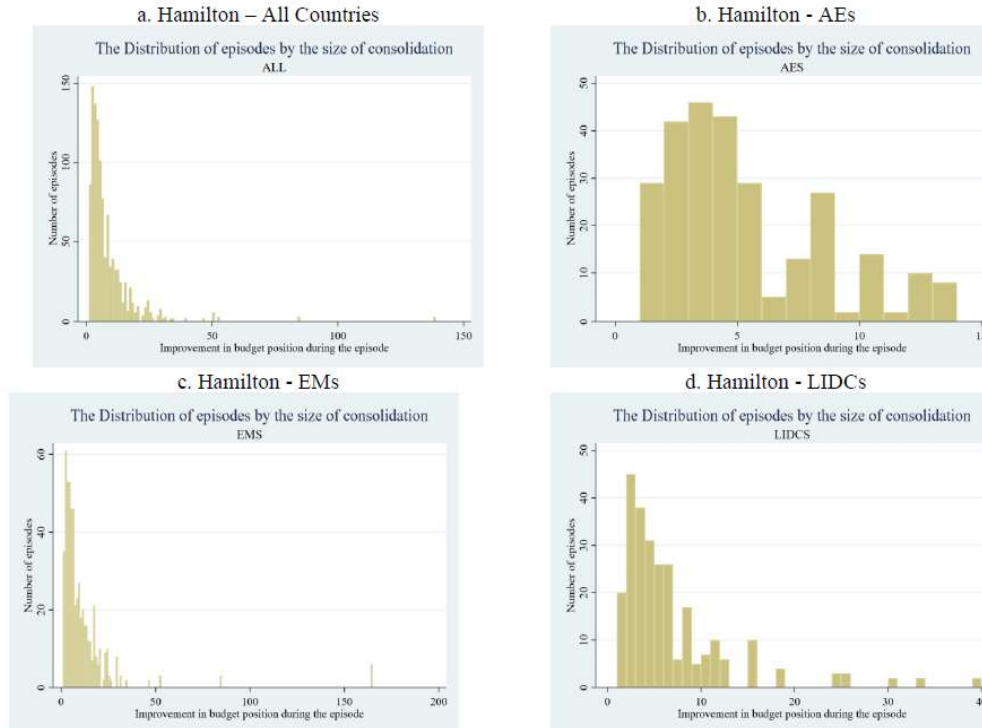 a. Hamilton – All Countries
The Distribution of episodes by the size of consolidation
ALL
Number of episodes
150
100
50
0
0 50 100 150
Improvement in budget position during the episode
b. Hamilton - AEs
The Distribution of episodes by the size of consolidation
AES
Number of episodes
50
40
30
20
10
0
0 5 10
Improvement in budget position during the episode
c. Hamilton - EMs
The Distribution of episodes by the size of consolidation
EMS
Number of episodes
60
40
20
0
0 50 100 150 200
Improvement in budget position during the episode
d. Hamilton - LIDCs
The Distribution of episodes by the size of consolidation
LIDCS
Number of episodes
50
40
30
20
10
0
0 10 20 30
Improvement in budget position during the episode